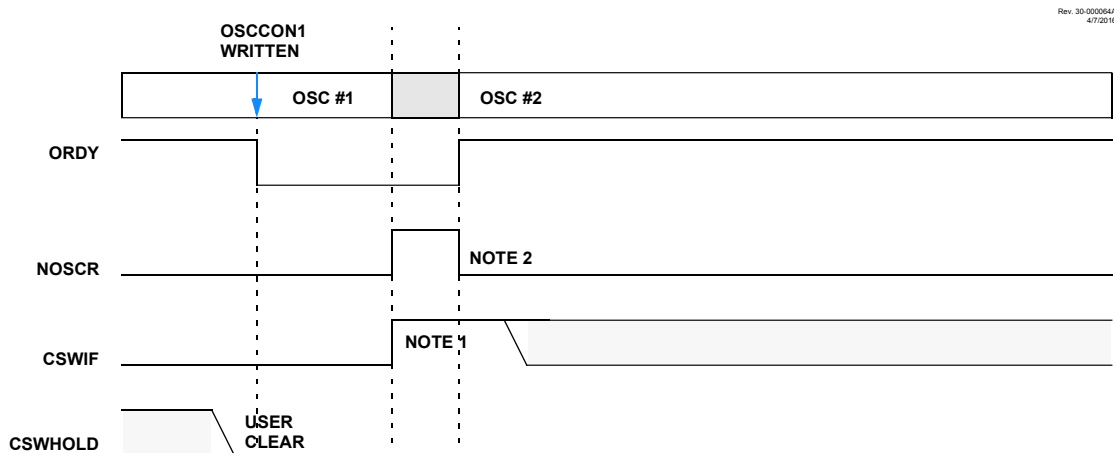 Rev. 30-000064A
4/7/2016
OSCCON1
WRITTEN
OSC #1
OSC #2
ORDY
NOSCR
NOTE 2
CSWIF
NOTE 1
USER
CLEAR
CSWHOLD